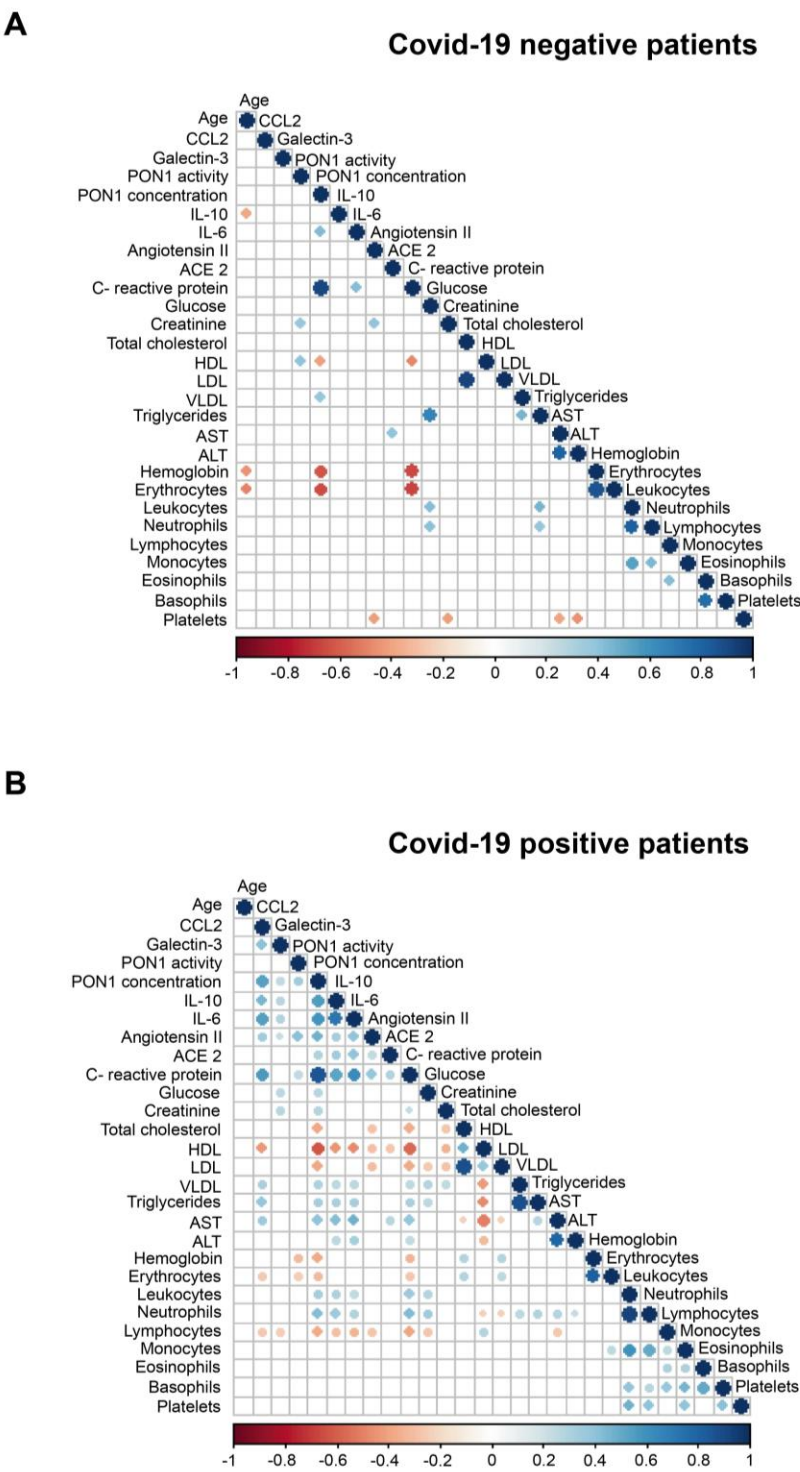 A
Covid-19 negative patients
Age
Age CCL2
CCL2 Galectin-3
Galectin-3 PON1 activity
PON1 activity PON1 concentration
PON1 concentration IL-10
IL-10 IL-6
IL-6 Angiotensin II
Angiotensin II ACE 2
ACE 2 C- reactive protein
C- reactive protein Glucose
Glucose Creatinine
Creatinine Total cholesterol
Total cholesterol HDL
HDL LDL
LDL VLDL
VLDL Triglycerides
Triglycerides AST
AST ALT
ALT Hemoglobin
Hemoglobin Erythrocytes
Erythrocytes Leukocytes
Leukocytes Neutrophils
Neutrophils Lymphocytes
Lymphocytes Monocytes
Monocytes Eosinophils
Eosinophils Basophils
Basophils Platelets
Platelets
-1 -0.8 -0.6 -0.4 -0.2 0 0.2 0.4 0.6 0.8 1
B
Covid-19 positive patients
Age
Age CCL2
CCL2 Galectin-3
Galectin-3 PON1 activity
PON1 activity PON1 concentration
PON1 concentration IL-10
IL-10 IL-6
IL-6 Angiotensin II
Angiotensin II ACE 2
ACE 2 C- reactive protein
C- reactive protein Glucose
Glucose Creatinine
Creatinine Total cholesterol
Total cholesterol HDL
HDL LDL
LDL VLDL
VLDL Triglycerides
Triglycerides AST
AST ALT
ALT Hemoglobin
Hemoglobin Erythrocytes
Erythrocytes Leukocytes
Leukocytes Neutrophils
Neutrophils Lymphocytes
Lymphocytes Monocytes
Monocytes Eosinophils
Eosinophils Basophils
Basophils Platelets
Platelets
-1 -0.8 -0.6 -0.4 -0.2 0 0.2 0.4 0.6 0.8 1